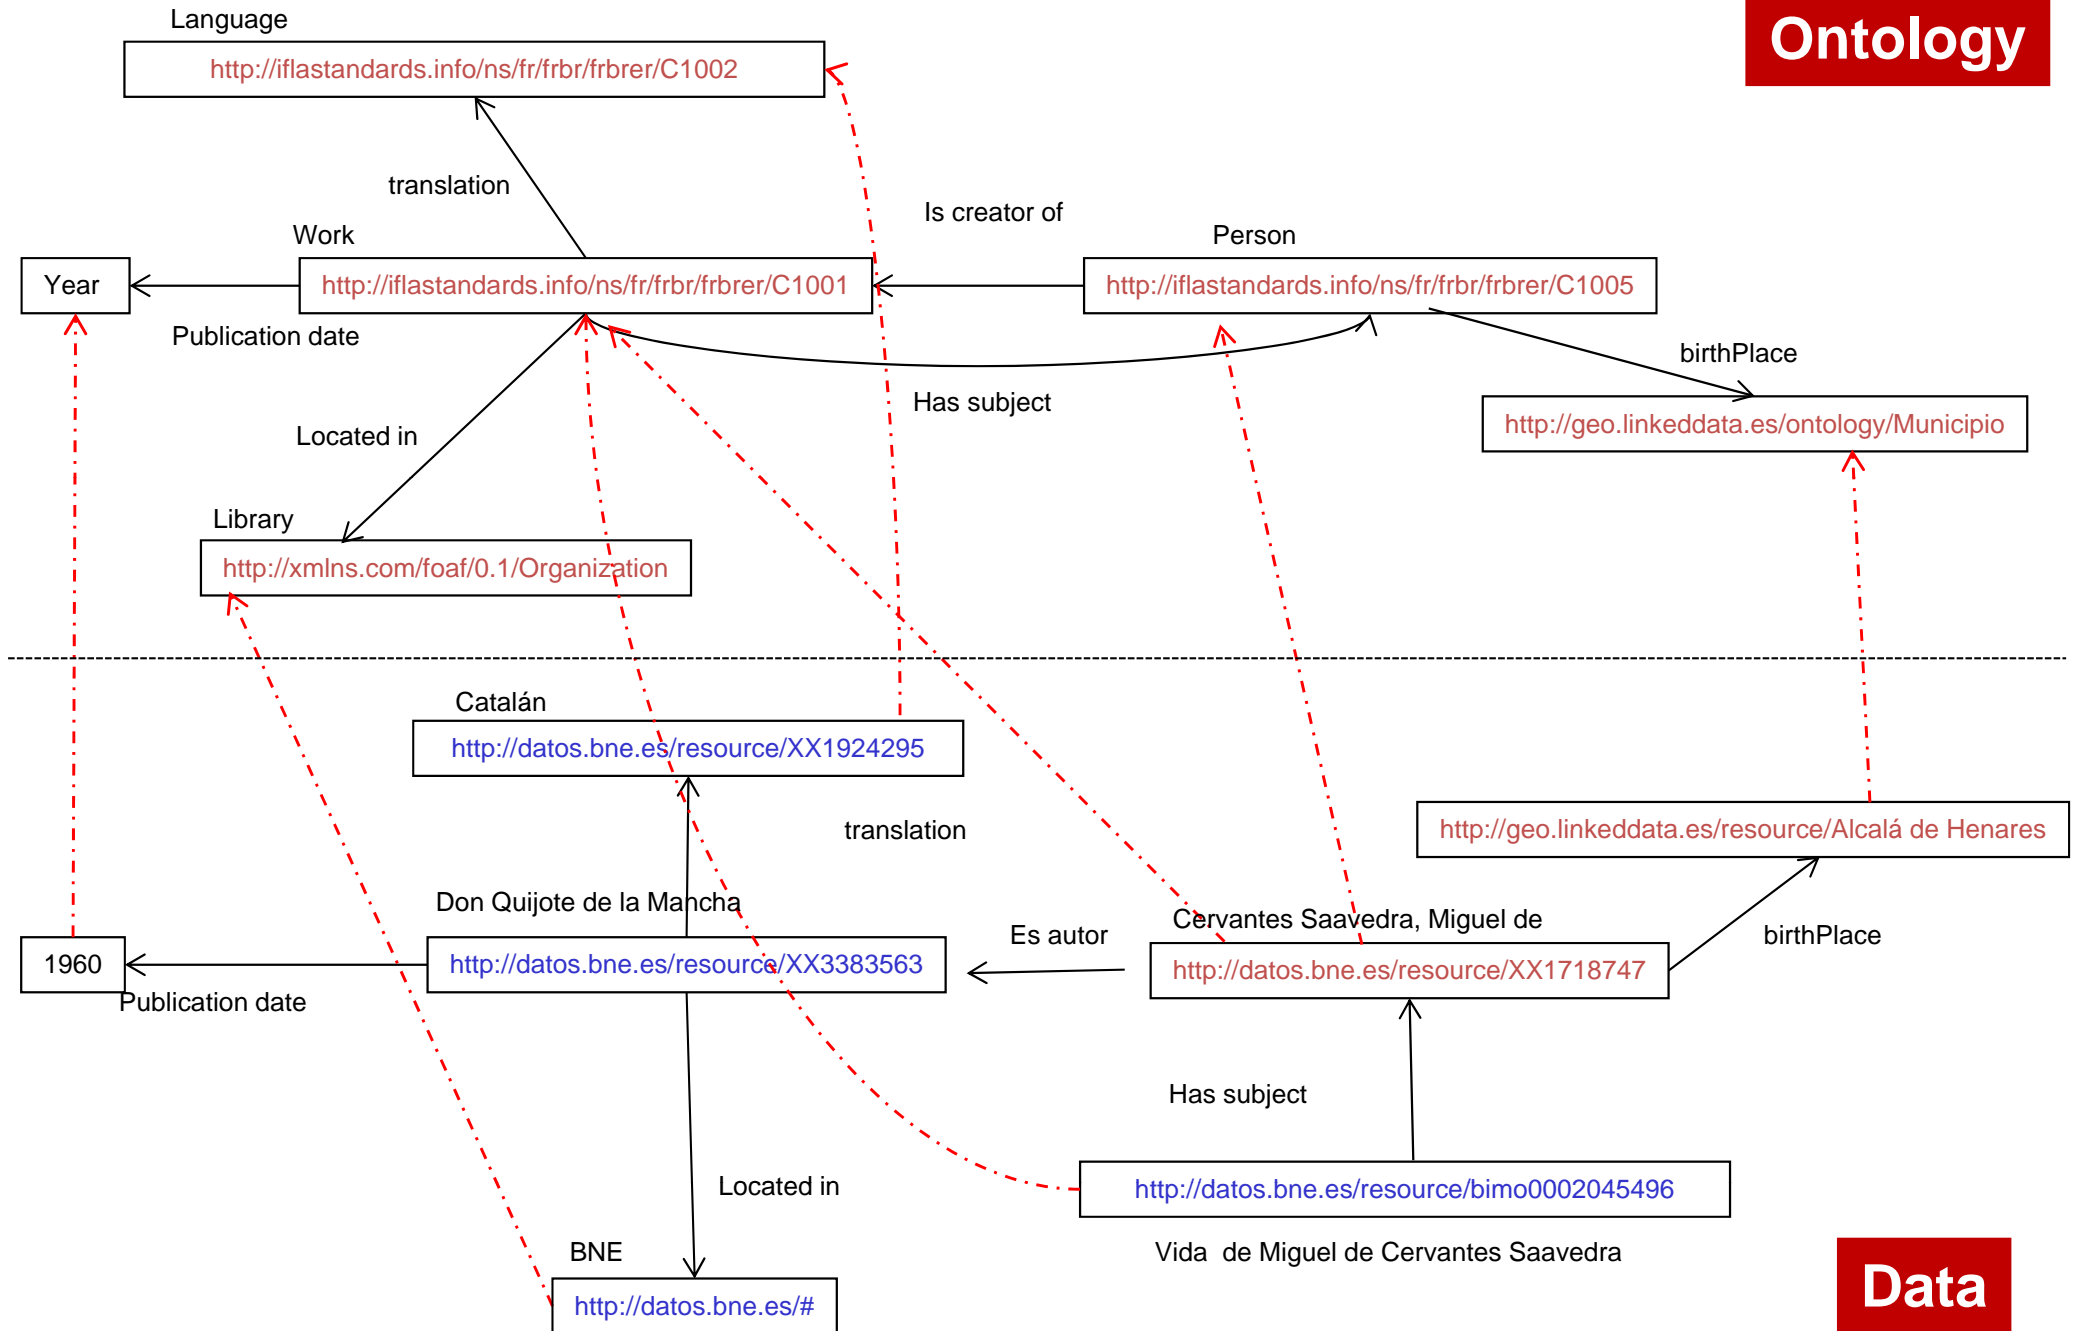 Language
Ontology
http://iflastandards.info/ns/fr/frbr/frbrer/C1002
translation
Is creator of
Work
Person
Year
http://iflastandards.info/ns/fr/frbr/frbrer/C1001
http://iflastandards.info/ns/fr/frbr/frbrer/C1005
Publication date
birthPlace
Has subject
http://geo.linkeddata.es/ontology/Municipio
Located in
Library
http://xmlns.com/foaf/0.1/Organization
Catalán
http://datos.bne.es/resource/XX1924295
translation
http://geo.linkeddata.es/resource/Alcalá de Henares
Don Quijote de la Mancha
Cervantes Saavedra, Miguel de
Es autor
birthPlace
1960
http://datos.bne.es/resource/XX3383563
http://datos.bne.es/resource/XX1718747
Publication date
Has subject
Located in
http://datos.bne.es/resource/bimo0002045496
BNE
Vida  de Miguel de Cervantes Saavedra
http://datos.bne.es/#
Data